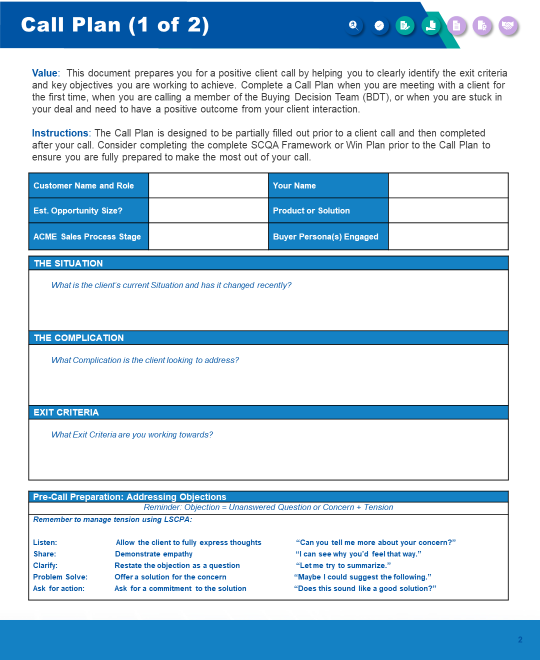 Call Plan (1 of 2)
Value:  This document prepares you for a positive client call by helping you to clearly identify the exit criteria
and key objectives you are working to achieve. Complete a Call Plan when you are meeting with a client for
the first time, when you are calling a member of the Buying Decision Team (BDT), or when you are stuck in
your deal and need to have a positive outcome from your client interaction.
Instructions: The Call Plan is designed to be partially filled out prior to a client call and then completed
after your call. Consider completing the complete SCQA Framework or Win Plan prior to the Call Plan to
ensure you are fully prepared to make the most out of your call.
Customer Name and Role Your Name
Est. Opportunity Size? Product or Solution
ACME Sales Process Stage Buyer Persona(s) Engaged
THE SITUATION
What is the client's current Situation and has it changed recently?
THE COMPLICATION
What Complication is the client looking to address?
EXIT CRITERIA
What Exit Criteria are you working towards?
Pre-Call Preparation: Addressing Objections
Reminder: Objection = Unanswered Question or Concern + Tension
Remember to manage tension using LSCPA:
Listen: Allow the client to fully express thoughts “Can you tell me more about your concern?”
Share: Demonstrate empathy “I can see why you'd feel that way.”
Clarify: Restate the objection as a question “Let me try to summarize.”
Problem Solve: Offer a solution for the concern “Maybe I could suggest the following.”
Ask for action: Ask for a commitment to the solution “Does this sound like a good solution?”
2